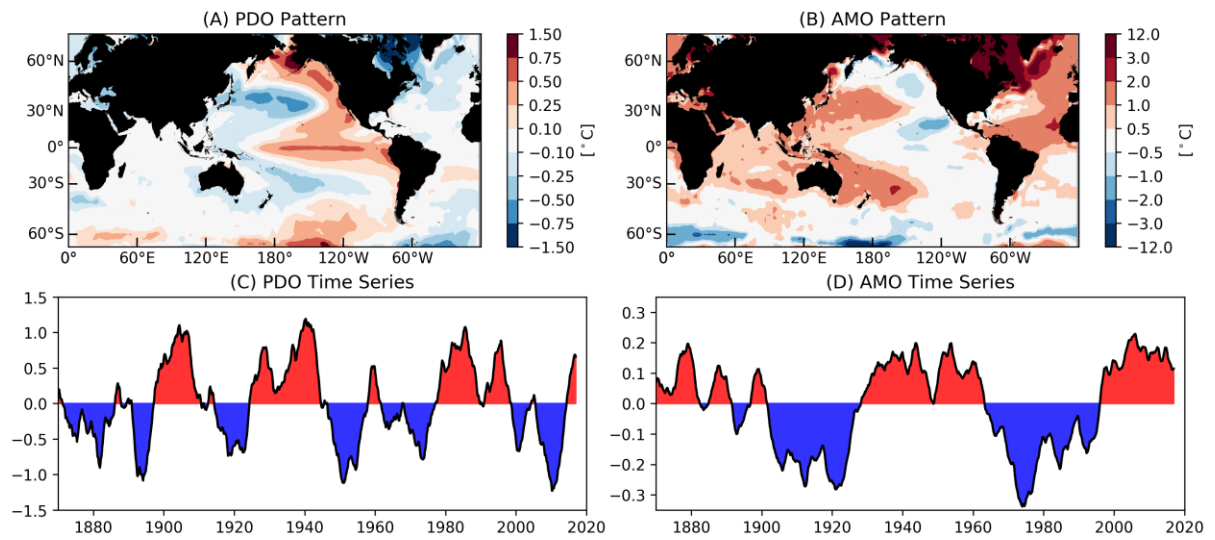 (A) PDO Pattern
60°N
30°N
0°
30°S
60°S
0°
60°E
120°E
180°
120°W
60°W
1.50
0.75
0.50
0.25
0.10
−0.10
−0.25
−0.50
−0.75
−1.50
[°C]
(B) AMO Pattern
60°N
30°N
0°
30°S
60°S
0°
60°E
120°E
180°
120°W
60°W
12.0
3.0
2.0
1.0
0.5
−0.5
−1.0
−2.0
−3.0
−12.0
[°C]
(C) PDO Time Series
1.5
1.0
0.5
0.0
−0.5
−1.0
−1.5
1880
1900
1920
1940
1960
1980
2000
2020
(D) AMO Time Series
0.3
0.2
0.1
0.0
−0.1
−0.2
−0.3
1880
1900
1920
1940
1960
1980
2000
2020